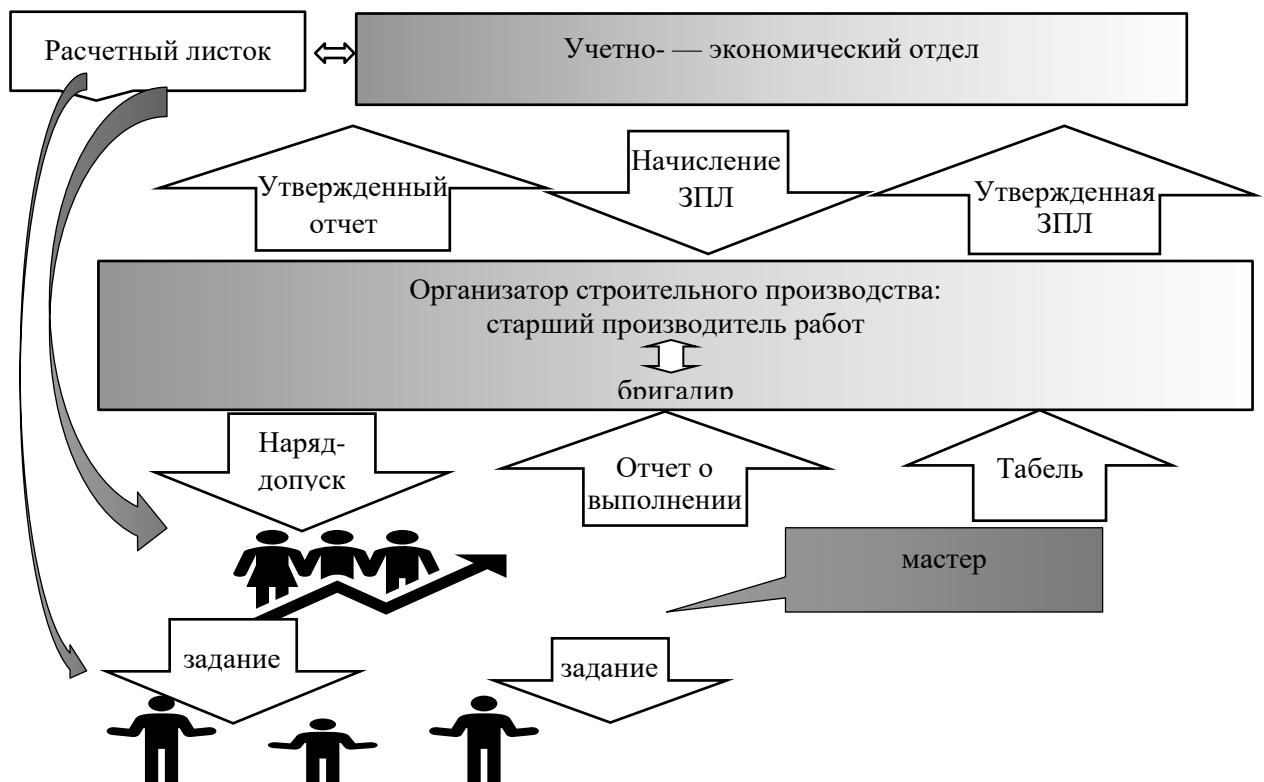 Расчетный листок
Учетно- — экономический отдел
Утвержденный
отчет
Начисление
ЗПЛ
Утвержденная
ЗПЛ
Организатор строительного производства:
старший производитель работ
бригадир
Наряд-
допуск
Отчет о
выполнении
Табель
мастер
задание
задание